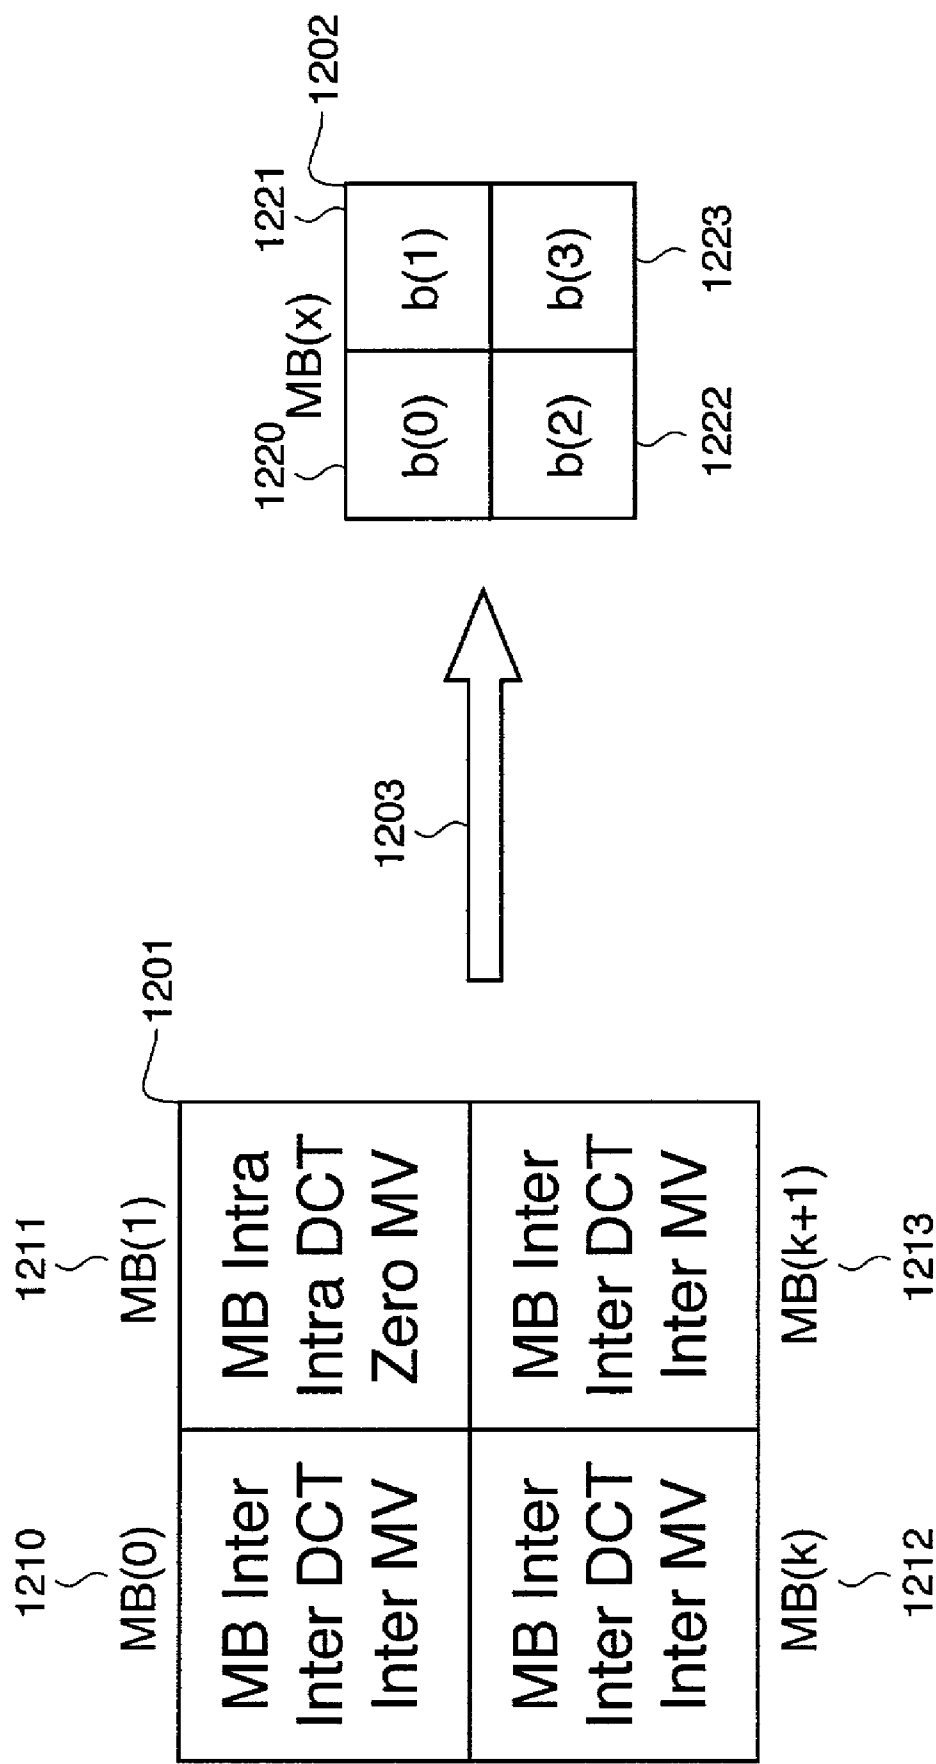 1210
1211
MB(0)
MB(1)
1201
MB Inter
Inter DCT
Inter MV
MB Intra
Intra DCT
Zero MV
MB Inter
Inter DCT
Inter MV
MB Inter
Inter DCT
Inter MV
MB(k)
MB(k+1)
1212
1213
1203
1220
MB(x)
1221
1202
b(0)
b(1)
b(2)
b(3)
1222
1223